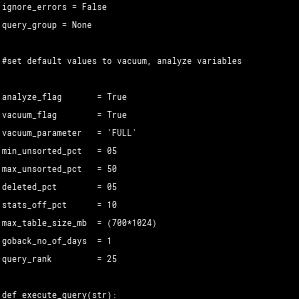 ignore_errors = False
query_group = None
#set default values to vacuum, analyze variables
analyze_flag       = True
vacuum_flag        = True
vacuum_parameter   = 'FULL'
min_unsorted_pct   = 05
max_unsorted_pct   = 50
deleted_pct        = 05
stats_off_pct      = 10
max_table_size_mb  = (700*1024)
goback_no_of_days  = 1
query_rank         = 25
def execute_query(str):